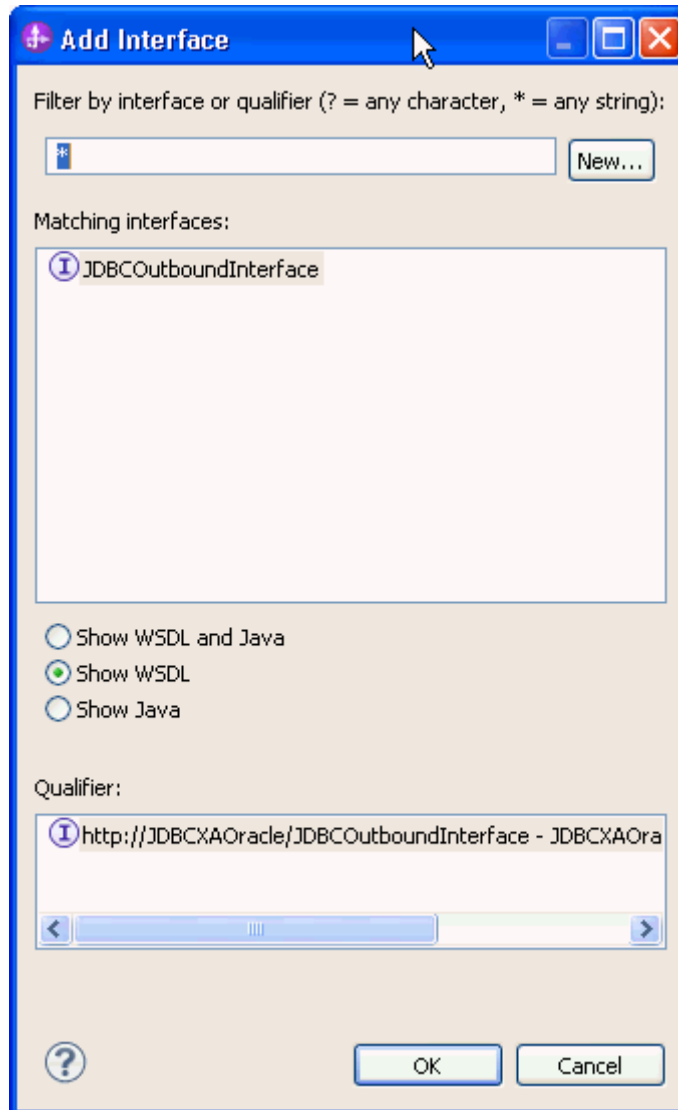 Add Interface
Filter by interface or qualifier (? = any character, * = any string):
*
New...
Matching interfaces:
JDBCOutboundInterface
Show WSDL and Java
Show WSDL
Show Java
Qualifier:
http://JDBCXAOracle/JDBCOutboundInterface - JDBCXAOra
OK
Cancel